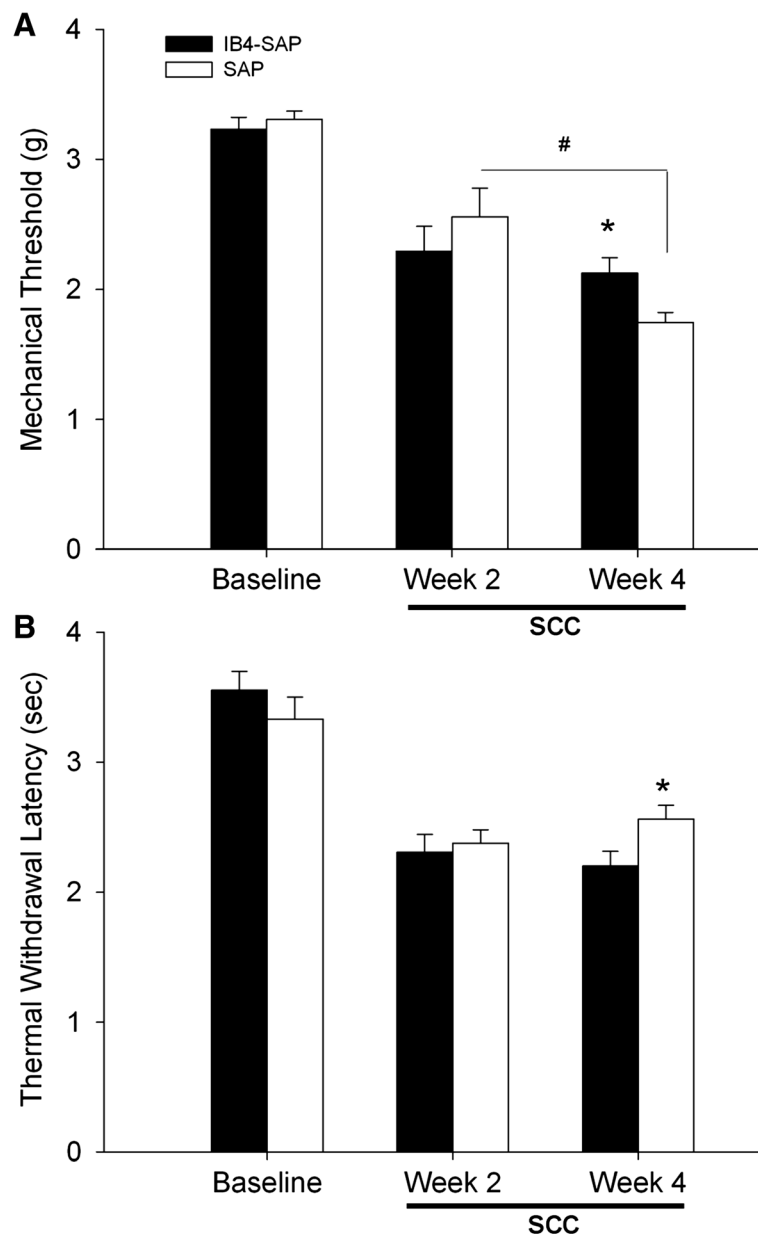 A
IB4-SAP
SAP
Mechanical Threshold (g)
4
3
2
1
0
#
*
Baseline Week 2 Week 4
SCC
B
Thermal Withdrawal Latency (sec)
4
3
2
1
0
*
Baseline Week 2 Week 4
SCC